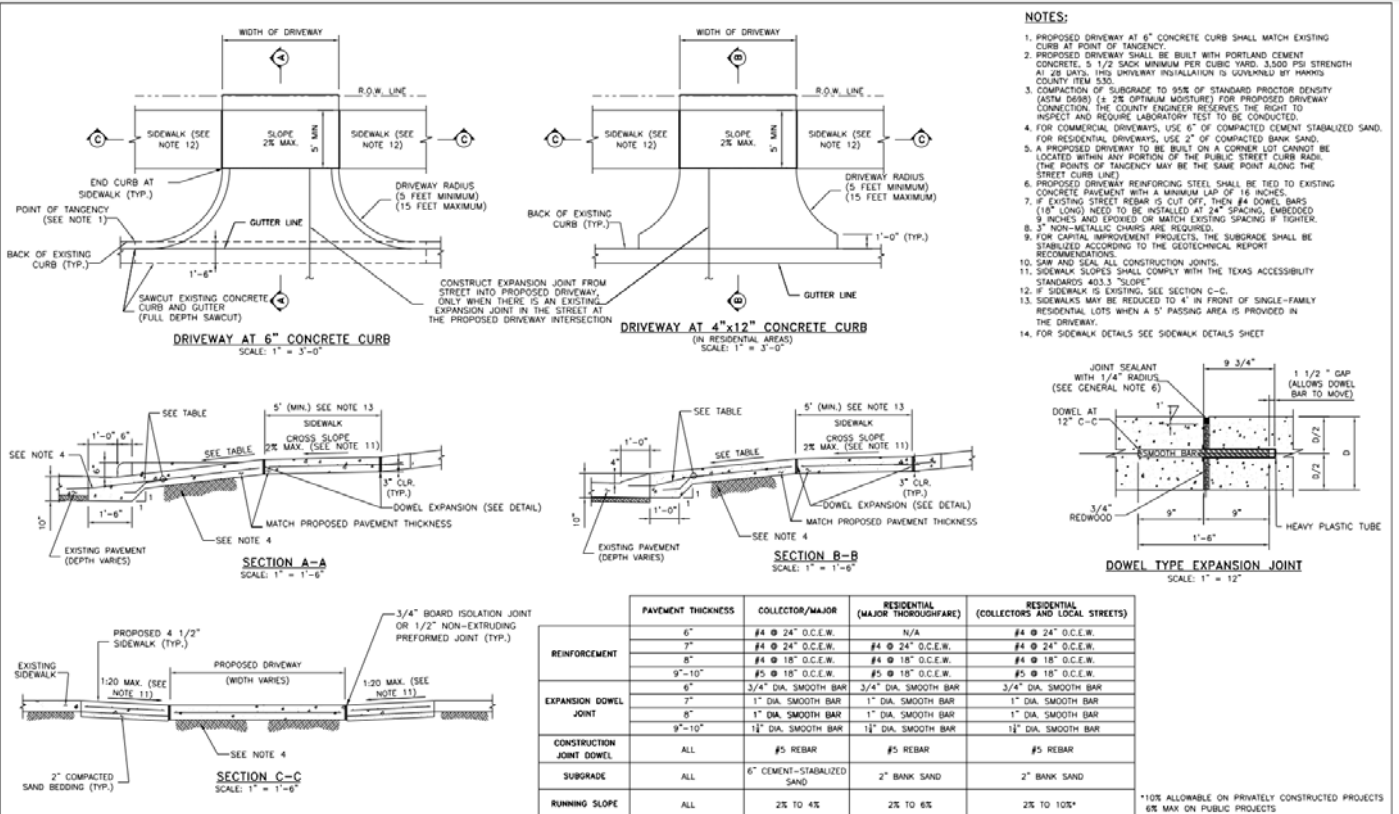 WIDTH OF DRIVEWAY
A
R.O.W. LINE
C
SIDEWALK (SEE
NOTE 12)
SLOPE
2% MAX.
5' MIN
SIDEWALK (SEE
NOTE 12)
C
END CURB AT
SIDEWALK (TYP.)
DRIVEWAY RADIUS
(5 FEET MINIMUM)
(15 FEET MAXIMUM)
POINT OF TANGENCY
(SEE NOTE 1)
GUTTER LINE
BACK OF EXISTING
CURB (TYP.)
1'-6"
SAWCUT EXISTING CONCRETE
CURB AND GUTTER
(FULL DEPTH SAWCUT)
A
CONSTRUCT EXPANSION JOINT FROM
STREET INTO PROPOSED DRIVEWAY,
ONLY WHEN THERE IS AN EXISTING
EXPANSION JOINT IN THE STREET AT
THE PROPOSED DRIVEWAY INTERSECTION
DRIVEWAY AT 6" CONCRETE CURB
SCALE: 1" = 3'-0"
WIDTH OF DRIVEWAY
B
R.O.W. LINE
C
SIDEWALK (SEE
NOTE 12)
SLOPE
2% MAX.
5' MIN
SIDEWALK (SEE
NOTE 12)
C
DRIVEWAY RADIUS
(5 FEET MINIMUM)
(15 FEET MAXIMUM)
BACK OF EXISTING
CURB (TYP.)
1'-0" (TYP.)
B
GUTTER LINE
DRIVEWAY AT 4"x12" CONCRETE CURB
(IN RESIDENTIAL AREAS)
SCALE: 1" = 3'-0"
NOTES:
1. PROPOSED DRIVEWAY AT 6" CONCRETE CURB SHALL MATCH EXISTING
CURB AT POINT OF TANGENCY.
2. PROPOSED DRIVEWAY SHALL BE BUILT WITH PORTLAND CEMENT
CONCRETE, 5 1/2 SACK MINIMUM PER CUBIC YARD. 3,500 PSI STRENGTH
AT 28 DAYS. THIS DRIVEWAY INSTALLATION IS GOVERNED BY HARRIS
COUNTY ITEM 530.
3. COMPACTION OF SUBGRADE TO 95% OF STANDARD PROCTOR DENSITY
(ASTM D698) (± 2% OPTIMUM MOISTURE) FOR PROPOSED DRIVEWAY
CONNECTION. THE COUNTY ENGINEER RESERVES THE RIGHT TO
INSPECT AND REQUIRE LABORATORY TEST TO BE CONDUCTED.
4. FOR COMMERCIAL DRIVEWAYS, USE 6" OF COMPACTED CEMENT STABALIZED SAND.
FOR RESIDENTIAL DRIVEWAYS, USE 2" OF COMPACTED BANK SAND.
5. A PROPOSED DRIVEWAY TO BE BUILT ON A CORNER LOT CANNOT BE
LOCATED WITHIN ANY PORTION OF THE PUBLIC STREET CURB RADII.
(THE POINTS OF TANGENCY MAY BE THE SAME POINT ALONG THE
STREET CURB LINE)
6. PROPOSED DRIVEWAY REINFORCING STEEL SHALL BE TIED TO EXISTING
CONCRETE PAVEMENT WITH A MINIMUM LAP OF 16 INCHES.
7. IF EXISTING STREET REBAR IS CUT OFF, THEN #4 DOWEL BARS
(18" LONG) NEED TO BE INSTALLED AT 24" SPACING, EMBEDDED
9 INCHES AND EPOXIED OR MATCH EXISTING SPACING IF TIGHTER.
8. 3" NON-METALLIC CHAIRS ARE REQUIRED.
9. FOR CAPITAL IMPROVEMENT PROJECTS, THE SUBGRADE SHALL BE
STABILIZED ACCORDING TO THE GEOTECHNICAL REPORT
RECOMMENDATIONS.
10. SAW AND SEAL ALL CONSTRUCTION JOINTS.
11. SIDEWALK SLOPES SHALL COMPLY WITH THE TEXAS ACCESSIBILITY
STANDARDS 403.3 "SLOPE"
12. IF SIDEWALK IS EXISTING, SEE SECTION C-C.
13. SIDEWALKS MAY BE REDUCED TO 4' IN FRONT OF SINGLE-FAMILY
RESIDENTIAL LOTS WHEN A 5' PASSING AREA IS PROVIDED IN
THE DRIVEWAY.
14. FOR SIDEWALK DETAILS SEE SIDEWALK DETAILS SHEET
SEE TABLE
5' (MIN.) SEE NOTE 13
SIDEWALK
1'-0" 6"
CROSS SLOPE
2% MAX. (SEE NOTE 11)
SEE NOTE 4
SEE TABLE
6"
3" CLR.
(TYP.)
1
1
10"
1'-6"
DOWEL EXPANSION (SEE DETAIL)
MATCH PROPOSED PAVEMENT THICKNESS
SEE NOTE 4
EXISTING PAVEMENT
(DEPTH VARIES)
SECTION A-A
SCALE: 1" = 1'-6"
SEE TABLE
5' (MIN.) SEE NOTE 13
SIDEWALK
1'-0"
CROSS SLOPE
2% MAX. (SEE NOTE 11)
SEE TABLE
4"
3" CLR.
(TYP.)
1
1
10"
1'-0"
DOWEL EXPANSION (SEE DETAIL)
MATCH PROPOSED PAVEMENT THICKNESS
SEE NOTE 4
EXISTING PAVEMENT
(DEPTH VARIES)
SECTION B-B
SCALE: 1" = 1'-6"
JOINT SEALANT
WITH 1/4" RADIUS
(SEE GENERAL NOTE 6)
9 3/4"
1 1/2 " GAP
(ALLOWS DOWEL
BAR TO MOVE)
DOWEL AT
12" C-C
1'
SMOOTH BAR
D/2
D/2
D
3/4"
REDWOOD
9"
9"
1'-6"
HEAVY PLASTIC TUBE
DOWEL TYPE EXPANSION JOINT
SCALE: 1" = 12"
3/4" BOARD ISOLATION JOINT
OR 1/2" NON-EXTRUDING
PREFORMED JOINT (TYP.)
PROPOSED 4 1/2"
SIDEWALK (TYP.)
EXISTING
SIDEWALK
1:20 MAX. (SEE
NOTE 11)
PROPOSED DRIVEWAY
(WIDTH VARIES)
1:20 MAX. (SEE
NOTE 11)
SEE NOTE 4
2" COMPACTED
SAND BEDDING (TYP.)
SECTION C-C
SCALE: 1" = 1'-6"
PAVEMENT THICKNESS COLLECTOR/MAJOR RESIDENTIAL (MAJOR THOROUGHFARE) RESIDENTIAL (COLLECTORS AND LOCAL STREETS)
REINFORCEMENT
6" #4 @ 24" O.C.E.W. N/A #4 @ 24" O.C.E.W.
7" #4 @ 24" O.C.E.W. #4 @ 24" O.C.E.W. #4 @ 24" O.C.E.W.
8" #4 @ 18" O.C.E.W. #4 @ 18" O.C.E.W. #4 @ 18" O.C.E.W.
9"-10" #5 @ 18" O.C.E.W. #5 @ 18" O.C.E.W. #5 @ 18" O.C.E.W.
EXPANSION DOWEL
JOINT
6" 3/4" DIA. SMOOTH BAR 3/4" DIA. SMOOTH BAR 3/4" DIA. SMOOTH BAR
7" 1" DIA. SMOOTH BAR 1" DIA. SMOOTH BAR 1" DIA. SMOOTH BAR
8" 1" DIA. SMOOTH BAR 1" DIA. SMOOTH BAR 1" DIA. SMOOTH BAR
9"-10" DIA. SMOOTH BAR DIA. SMOOTH BAR DIA. SMOOTH BAR
CONSTRUCTION
JOINT DOWEL
ALL #5 REBAR #5 REBAR #5 REBAR
SUBGRADE ALL 6" CEMENT-STABALIZED SAND 2" BANK SAND 2" BANK SAND
RUNNING SLOPE ALL 2% TO 4% 2% TO 6% 2% TO 10%*
*10% ALLOWABLE ON PRIVATELY CONSTRUCTED PROJECTS
6% MAX ON PUBLIC PROJECTS